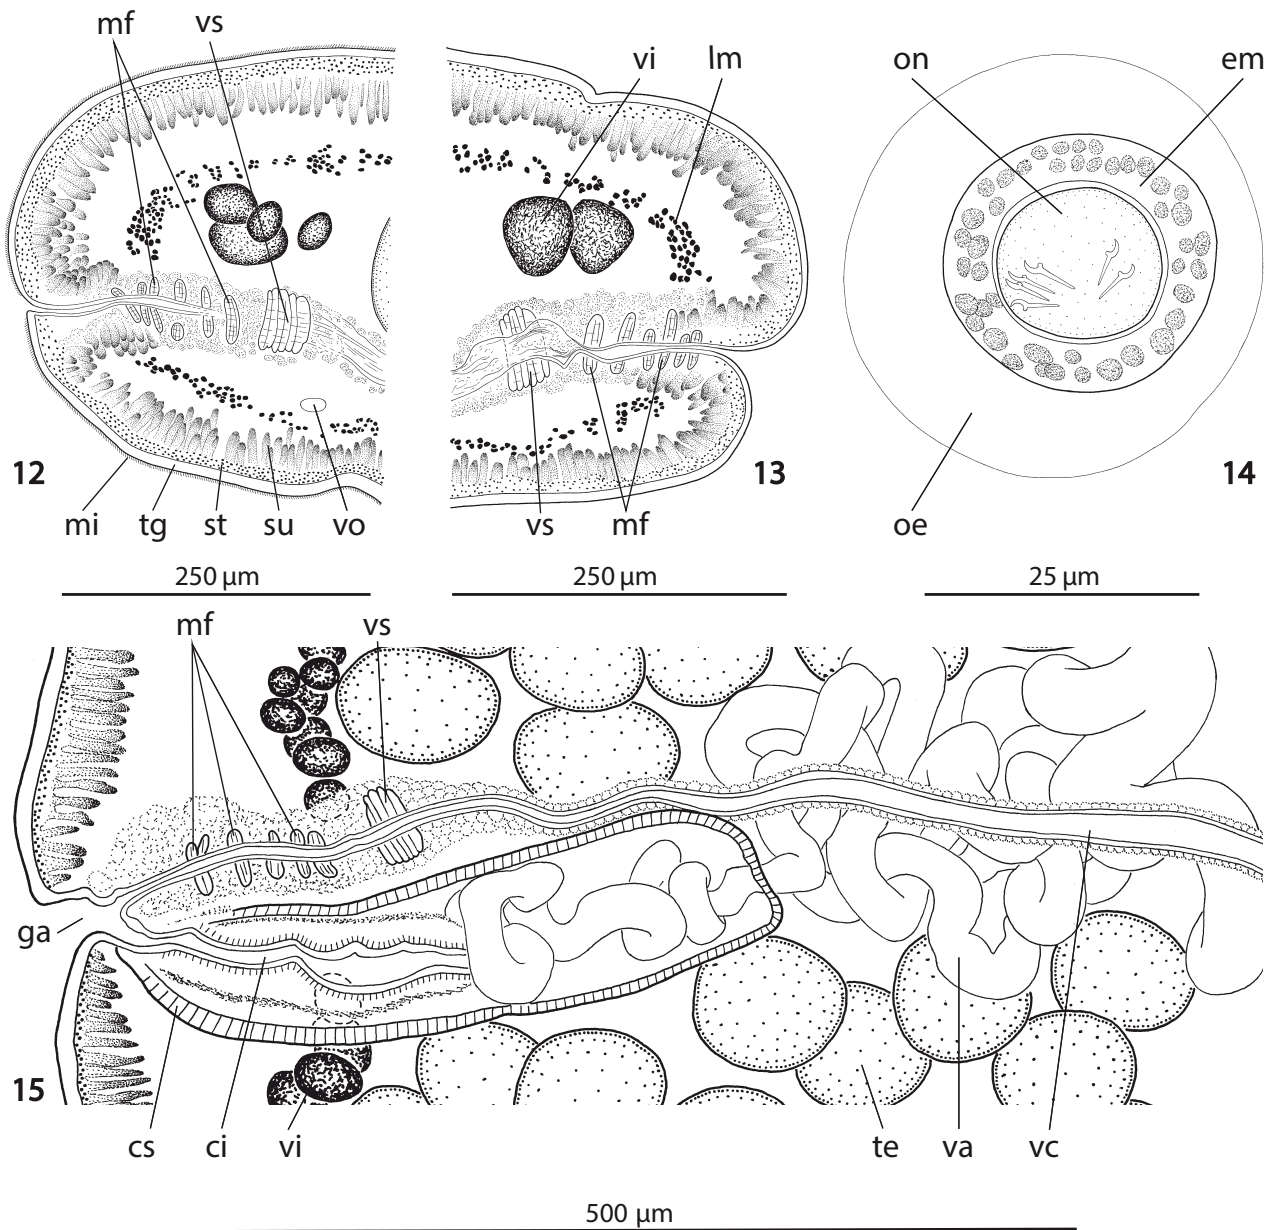 mf vs
vi lm
on em
12
13
14
mi tg st su vo
vs mf
oe
250 µm
250 µm
25 µm
mf vs
ga
15
cs ci vi te va vc
500 µm